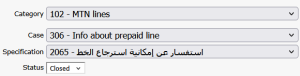 Category 102 - MTN lines
Case 306 - Info about prepaid line
Specification 2065 - استفسار عن إمكانية استرجاع الخط
Status Closed